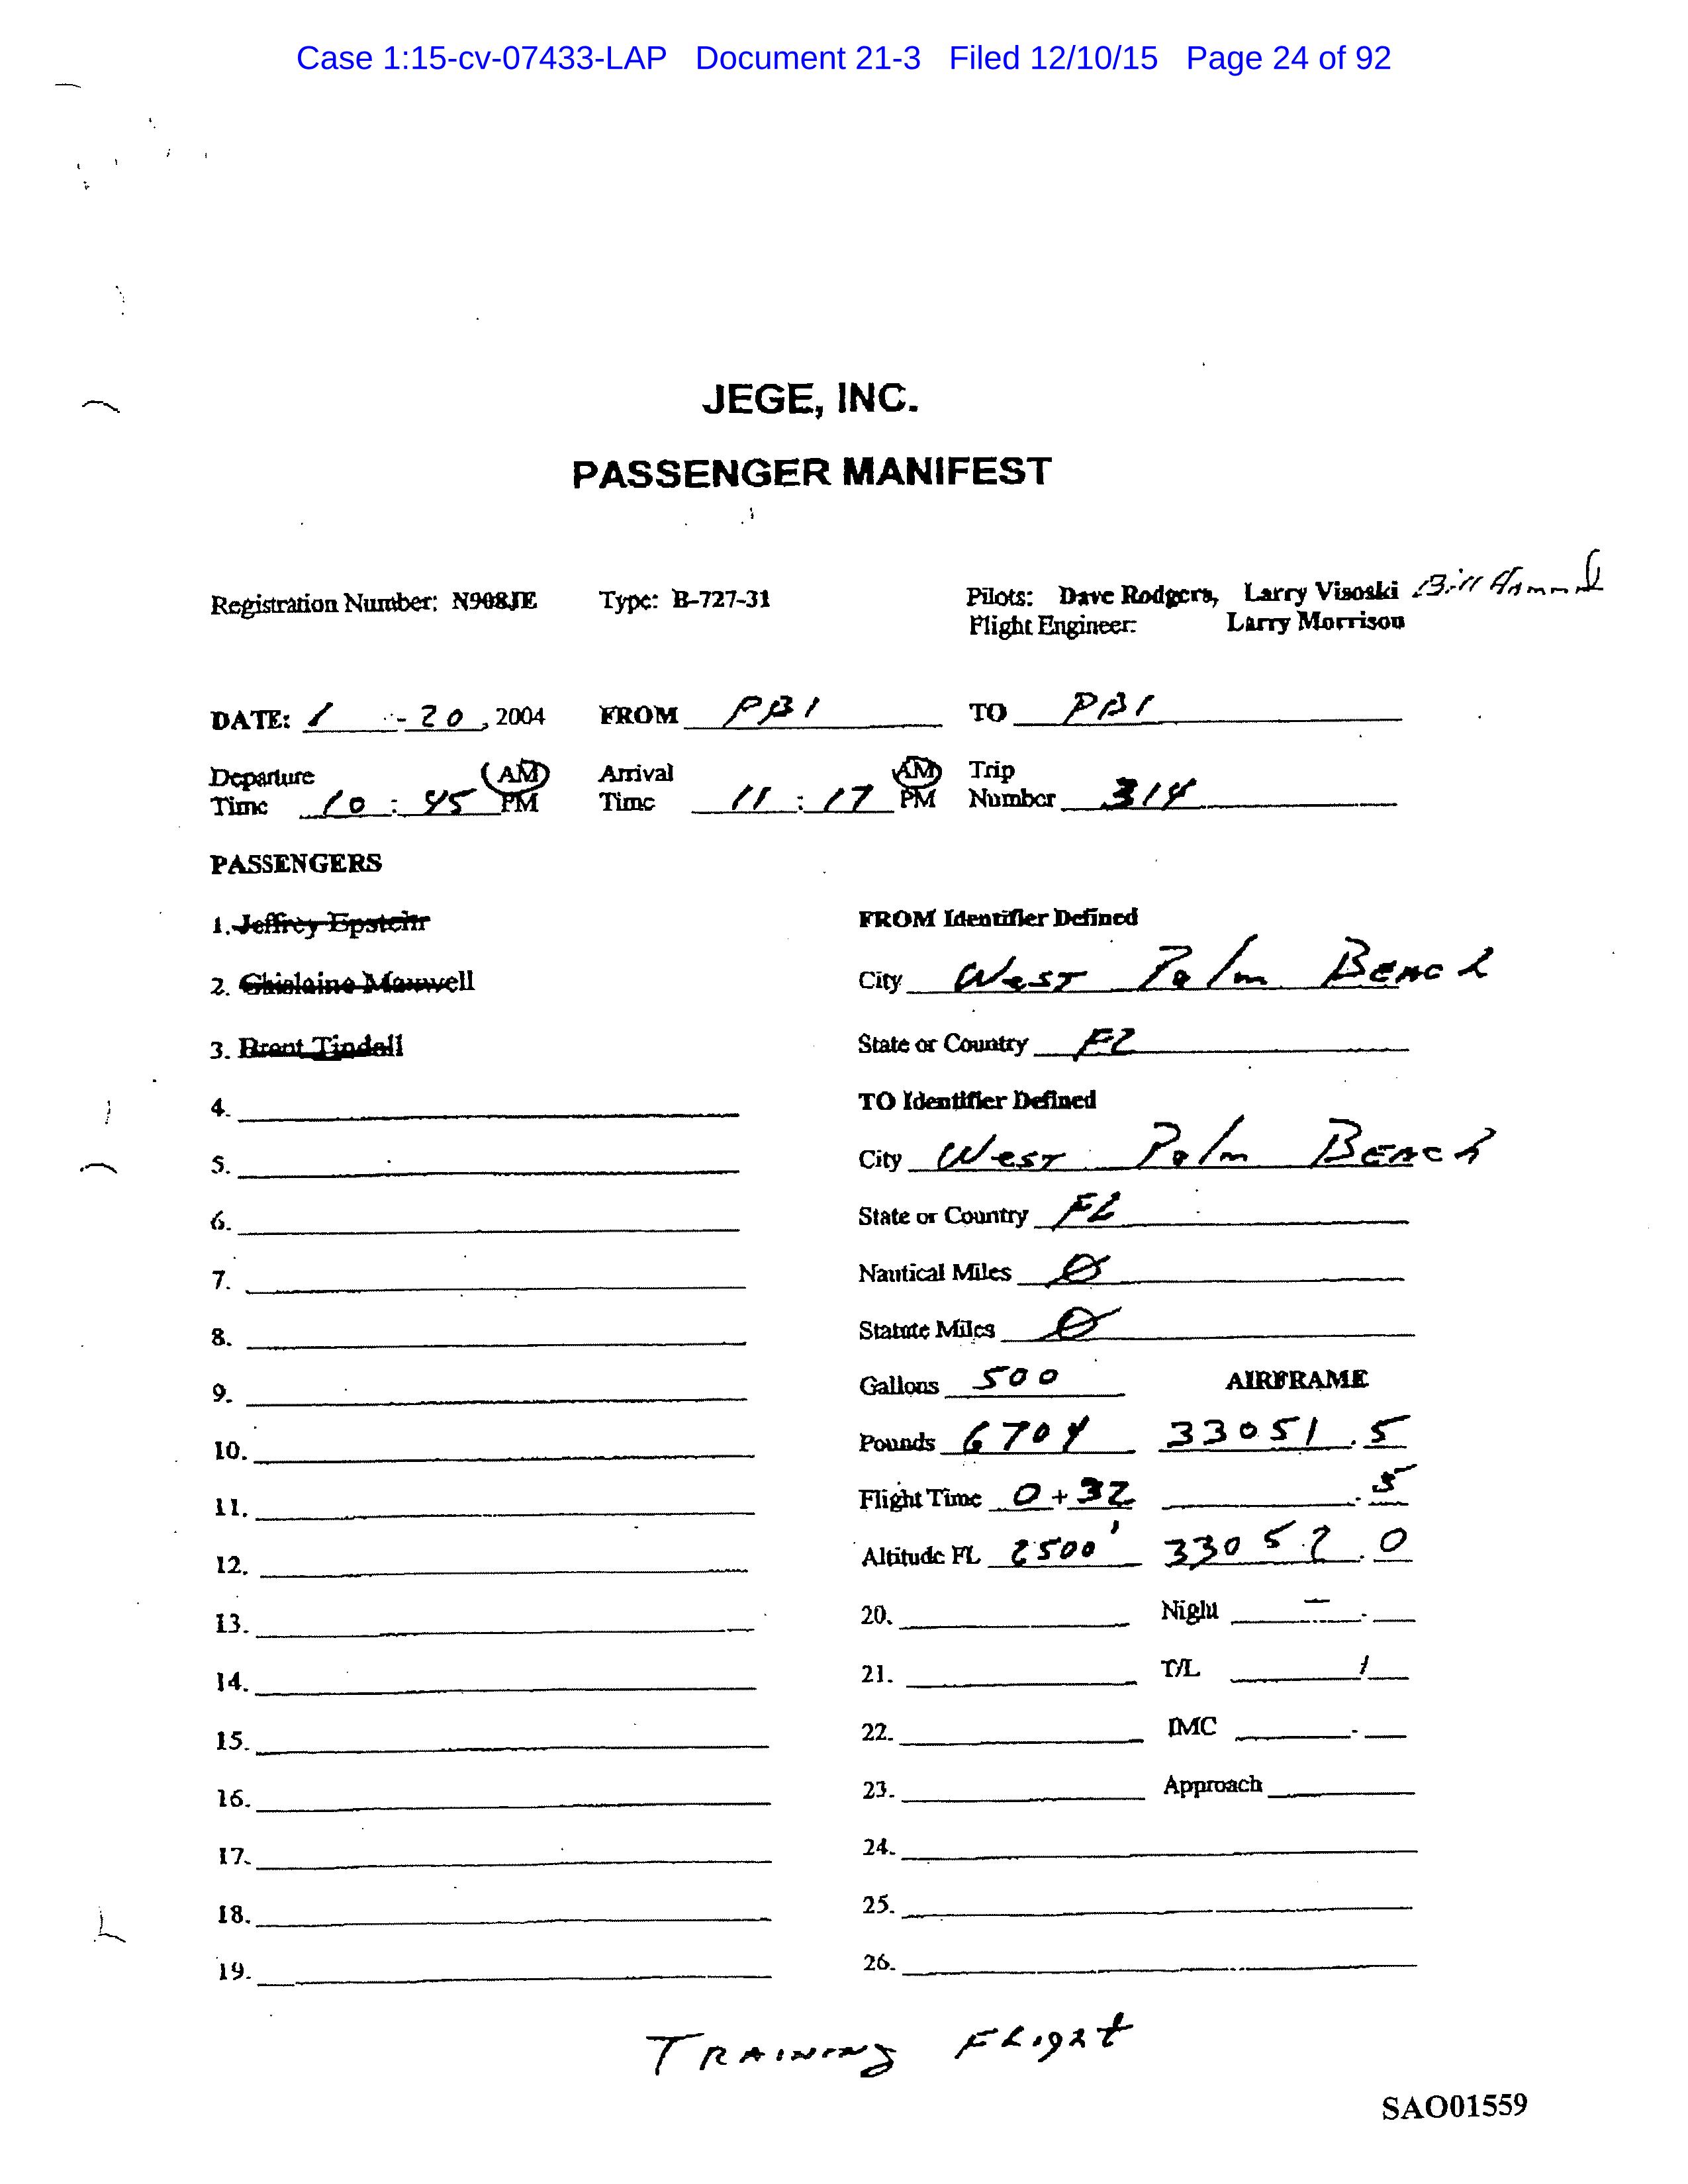 Case 1:15-cv-07433-LAP Document 21-3 Filed 12/10/15 Page 24 of 92
JEGE, INC.
PASSENGER MANIFEST
Registration Number: N908JE Type: B-727-31 Pilots: Dave Rodgers, Larry Visoski Bill Hammond
Flight Engineer: Larry Morrison
DATE: 1 - 20, 2004 FROM PBI TO PBI
Departure AM Arrival AM Trip
Time 10:45 PM Time 11:17 PM Number 314
PASSENGERS
1. Jeffrey Epstein FROM Identifier Defined
2. Ghislaine Maxwell City West Palm Beach
3. Brent Tindall State or Country FL
4. TO Identifier Defined
5. City West Palm Beach
6. State or Country FL
7. Nautical Miles 0
8. Statute Miles 0
9. Gallons 500 AIRFRAME
10. Pounds 6704 33051.5
11. Flight Time 0+32 .5
12. Altitude FL 2500' 33052.0
13. 20. Night -
14. 21. T/L 1
15. 22. IMC
16. 23. Approach
17. 24.
18. 25.
19. 26.
TRAINING FLIGHT
SAO01559